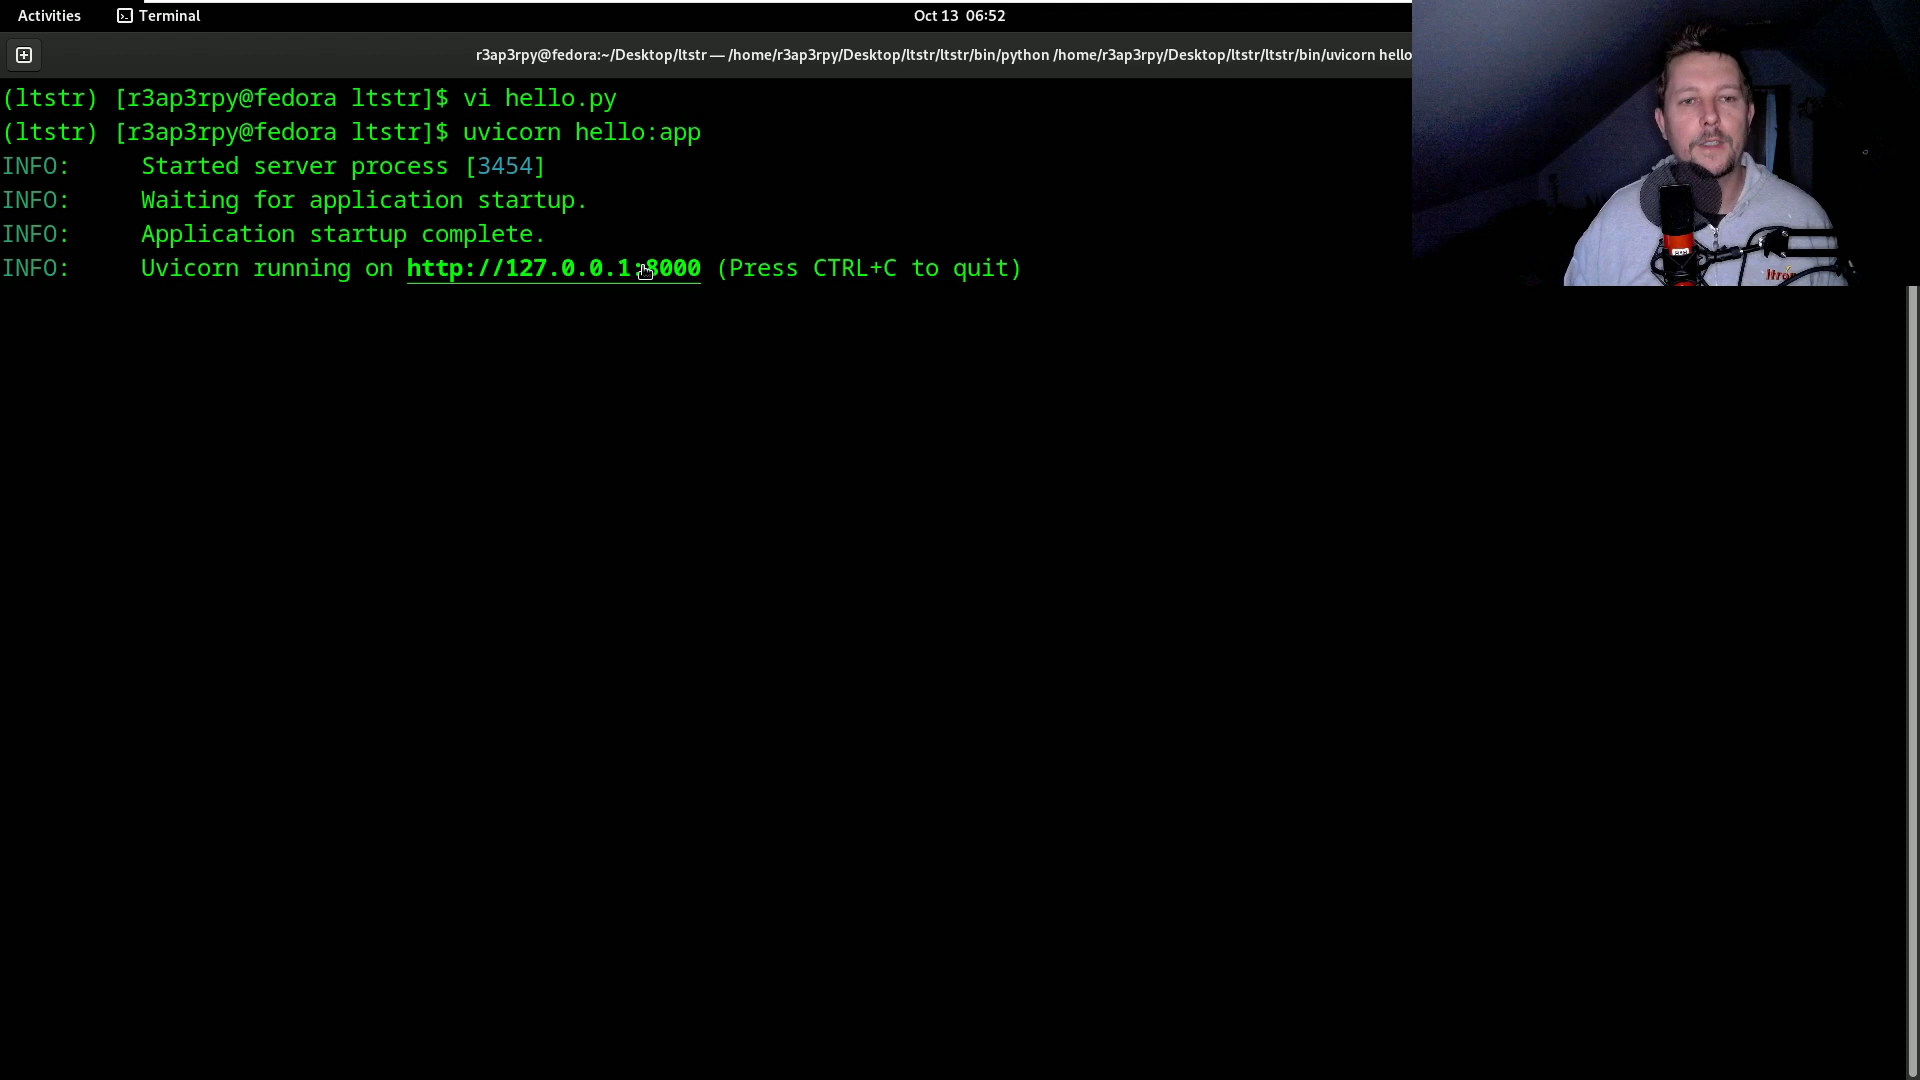 Activities Terminal Oct 13 06:52
r3ap3rpy@fedora:~/Desktop/ltstr — /home/r3ap3rpy/Desktop/ltstr/ltstr/bin/python /home/r3ap3rpy/Desktop/ltstr/ltstr/bin/uvicorn hello
(ltstr) [r3ap3rpy@fedora ltstr]$ vi hello.py
(ltstr) [r3ap3rpy@fedora ltstr]$ uvicorn hello:app
INFO: Started server process [3454]
INFO: Waiting for application startup.
INFO: Application startup complete.
INFO: Uvicorn running on http://127.0.0.1:8000 (Press CTRL+C to quit)